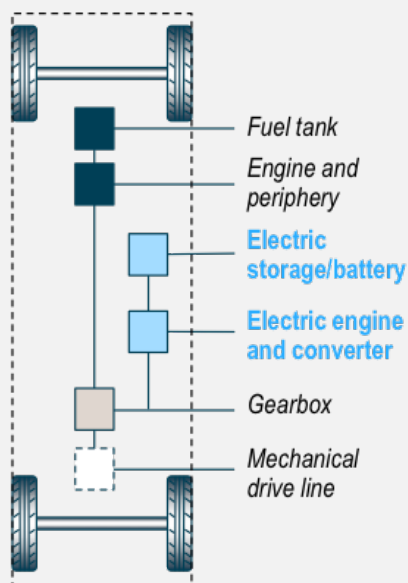 Fuel tank
Engine and
periphery
Electric
storage/battery
Electric engine
and converter
Gearbox
Mechanical
drive line